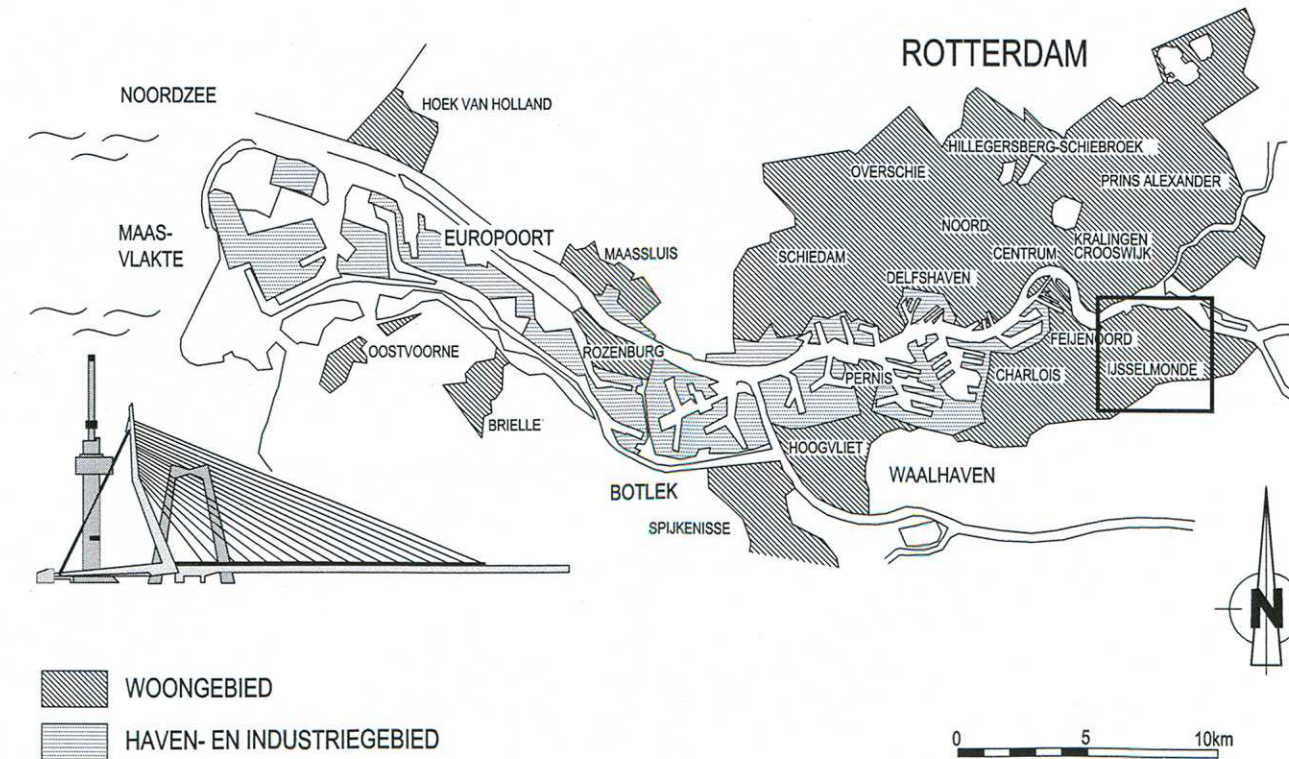 ROTTERDAM
NOORDZEE
HOEK VAN HOLLAND
HILLEGERSBERG-SCHIEBROEK
OVERSCHIE
PRINS ALEXANDER
MAAS-
VLAKTE
EUROPOORT
MAASSLUIS
SCHIEDAM
NOORD
CENTRUM
KRALINGEN
CROOSWIJK
DELFSHAVEN
OOSTVOORNE
ROZENBURG
PERNIS
CHARLOIS
FEIJENOORD
IJSSELMONDE
BRIELLE
HOOGVLIET
WAALHAVEN
BOTLEK
SPIJKENISSE
N
WOONGEBIED
HAVEN- EN INDUSTRIEGEBIED
0 5 10km